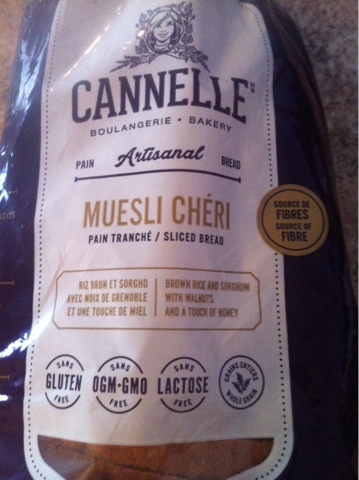 CANNELLE
BOULANGERIE • BAKERY
PAIN Artisanal BREAD
MUESLI CHÉRI
PAIN TRANCHÉ / SLICED BREAD
SOURCE DE
FIBRES
SOURCE OF
FIBRE
RIZ BRUN ET SORGHO
AVEC NOIX DE GRENOBLE
ET UNE TOUCHE DE MIEL
BROWN RICE AND SORGHUM
WITH WALNUTS
AND A TOUCH OF HONEY
SANS
GLUTEN
FREE
SANS
OGM•GMO
FREE
SANS
LACTOSE
FREE
GRAINS ENTIERS
WHOLE GRAIN